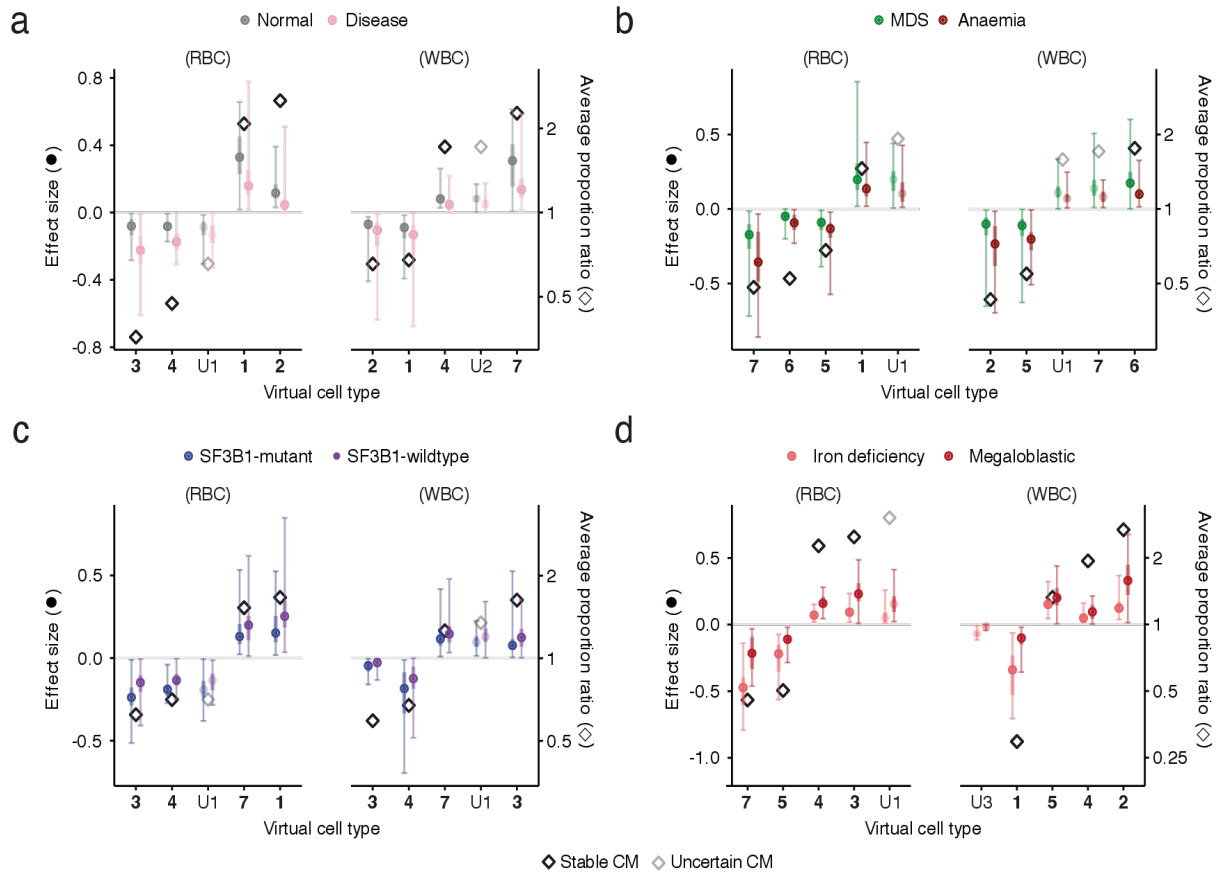 a
Normal Disease
(RBC) (WBC)
Effect size (●)
0.8
0.4
0.0
-0.4
-0.8
2
1
0.5
Average proportion ratio (◇)
3 4 U1 1 2 2 1 4 U2 7
Virtual cell type
b
MDS Anaemia
(RBC) (WBC)
Effect size (●)
0.5
0.0
-0.5
2
1
0.5
Average proportion ratio (◇)
7 6 5 1 U1 2 5 U1 7 6
Virtual cell type
c
SF3B1-mutant SF3B1-wildtype
(RBC) (WBC)
Effect size (●)
0.5
0.0
-0.5
2
1
0.5
Average proportion ratio (◇)
3 4 U1 7 1 3 4 7 U1 3
Virtual cell type
d
Iron deficiency Megaloblastic
(RBC) (WBC)
Effect size (●)
0.5
0.0
-0.5
-1.0
2
1
0.5
0.25
Average proportion ratio (◇)
7 5 4 3 U1 U3 1 5 4 2
Virtual cell type
Stable CM Uncertain CM